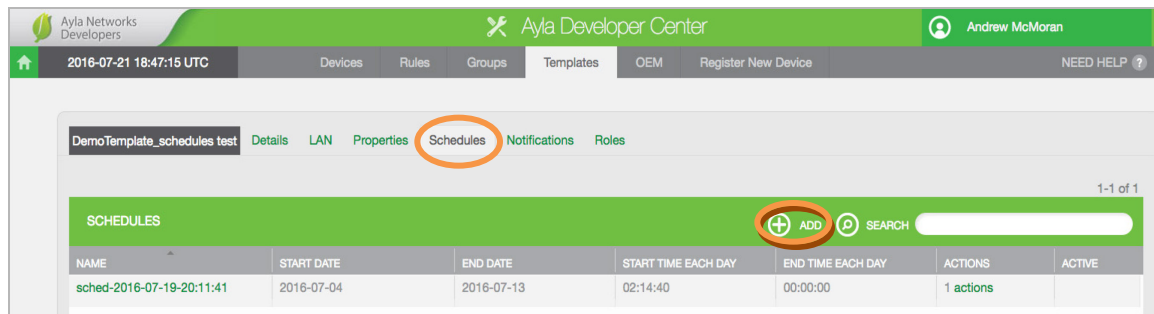 Ayla Networks
Developers
Ayla Developer Center
Andrew McMoran
2016-07-21 18:47:15 UTC Devices Rules Groups Templates OEM Register New Device NEED HELP ?
DemoTemplate_schedules test Details LAN Properties Schedules Notifications Roles
1-1 of 1
SCHEDULES ADD SEARCH
NAME START DATE END DATE START TIME EACH DAY END TIME EACH DAY ACTIONS ACTIVE
sched-2016-07-19-20:11:41 2016-07-04 2016-07-13 02:14:40 00:00:00 1 actions